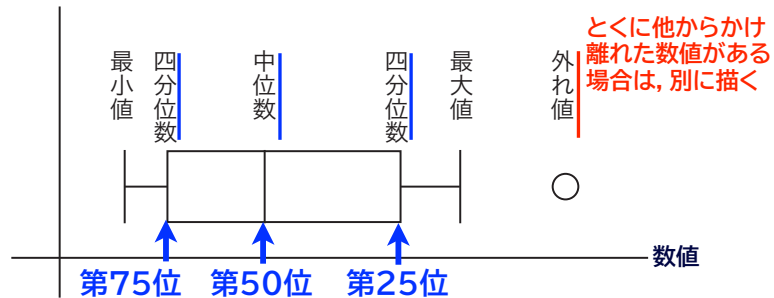 とくに他からかけ
離れた数値がある
場合は，別に描く
最小値
四分位数
中位数
四分位数
最大値
外れ値
数値
第75位
第50位
第25位